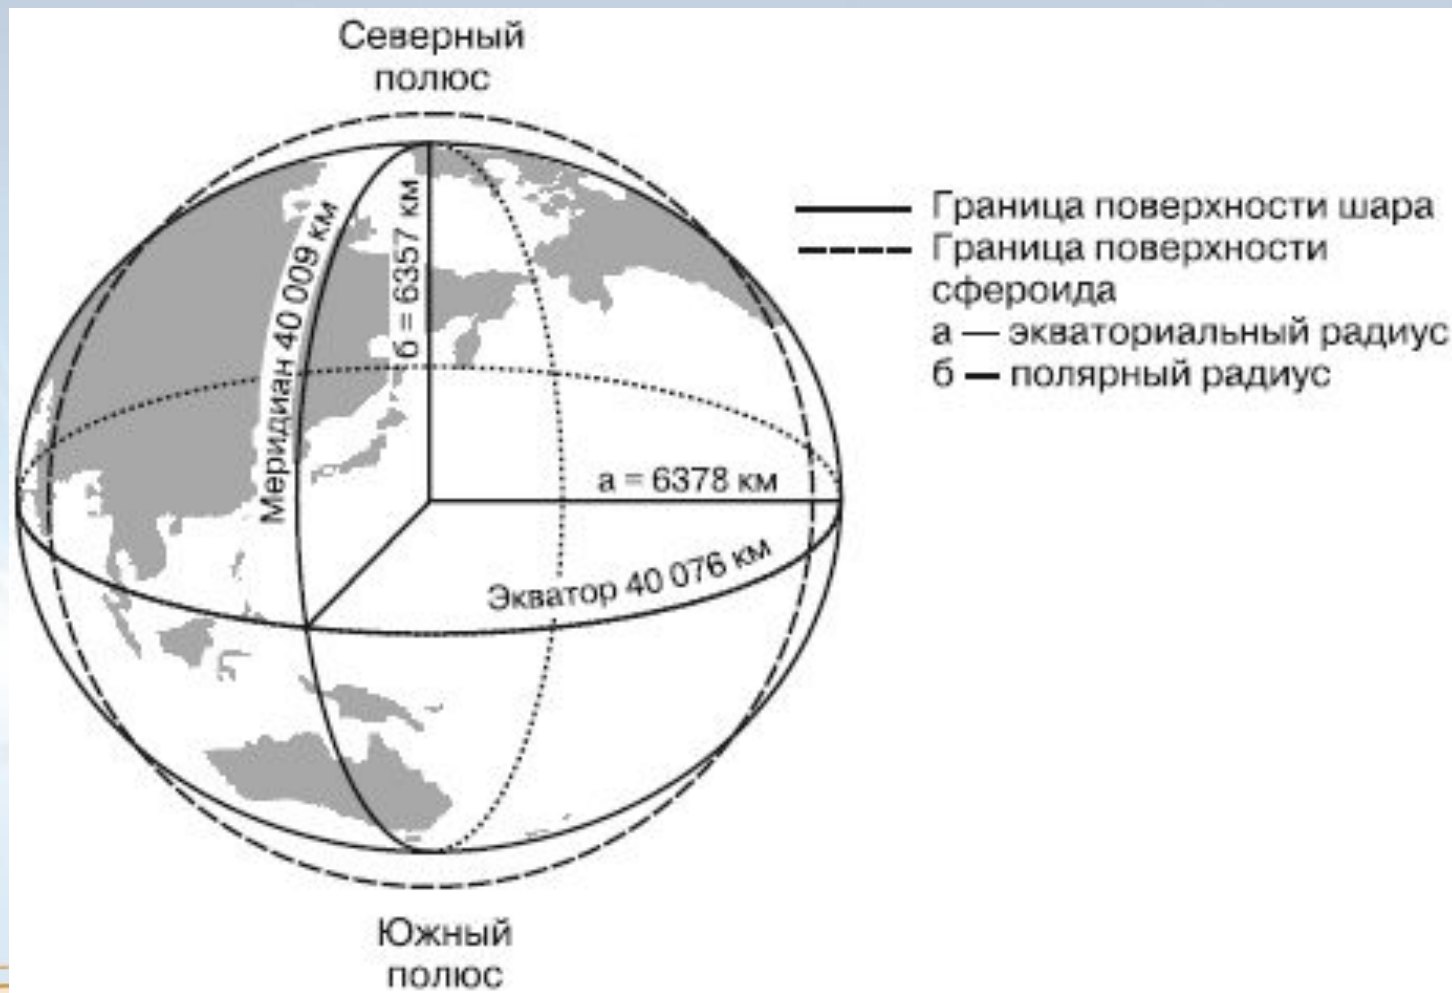 Северный
полюс
Меридиан 40 009 км
б = 6357 км
Граница поверхности шара
Граница поверхности
сфероида
а — экваториальный радиус
б — полярный радиус
а = 6378 км
Экватор 40 076 км
Южный
полюс